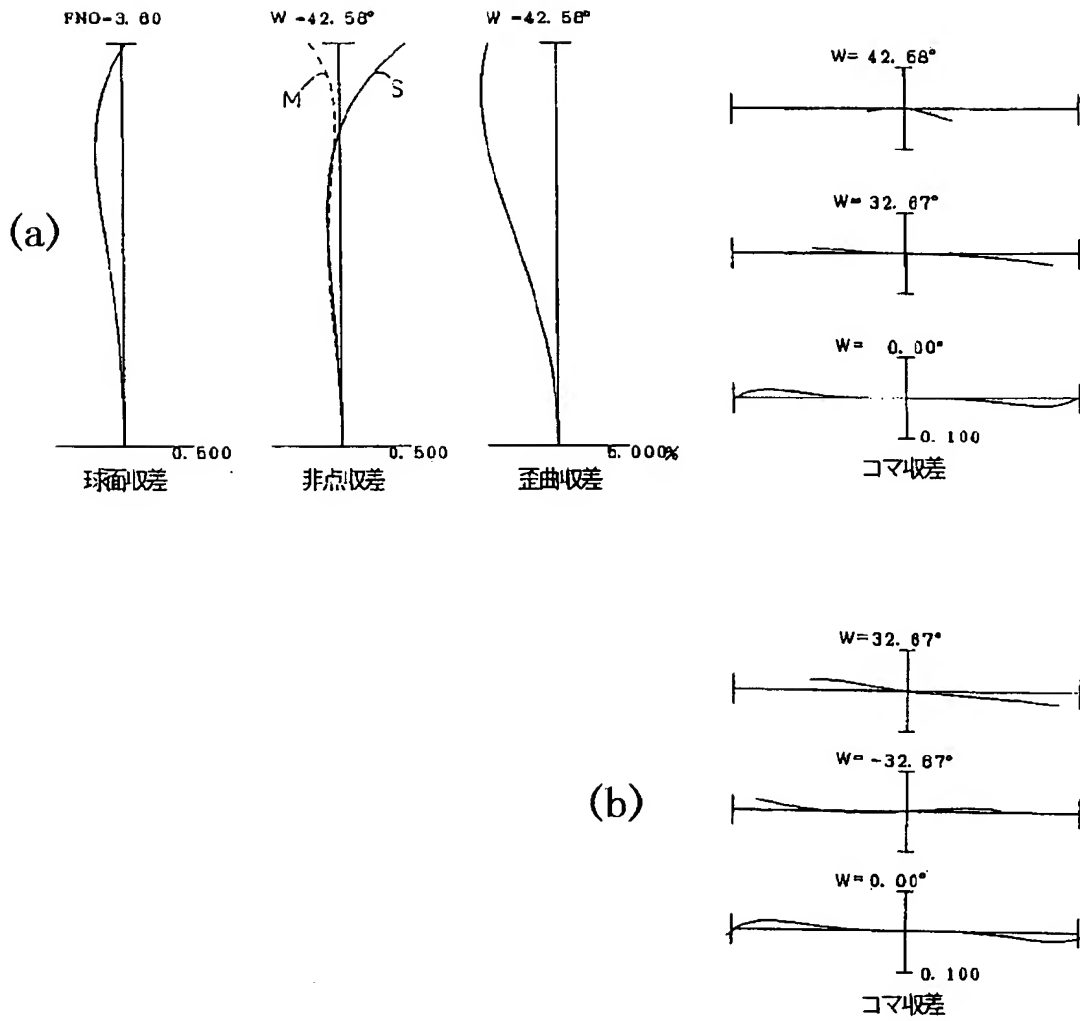 FNO-3. 60
W -42. 58°
W -42. 58°
M
S
(a)
0.500
0.500
5.000%
球面収差
非点収差
歪曲収差
W= 42. 58°
W= 32. 67°
W= 0. 00°
0. 100
コマ収差
(b)
W=32. 67°
W= -32. 67°
W= 0. 00°
0. 100
コマ収差